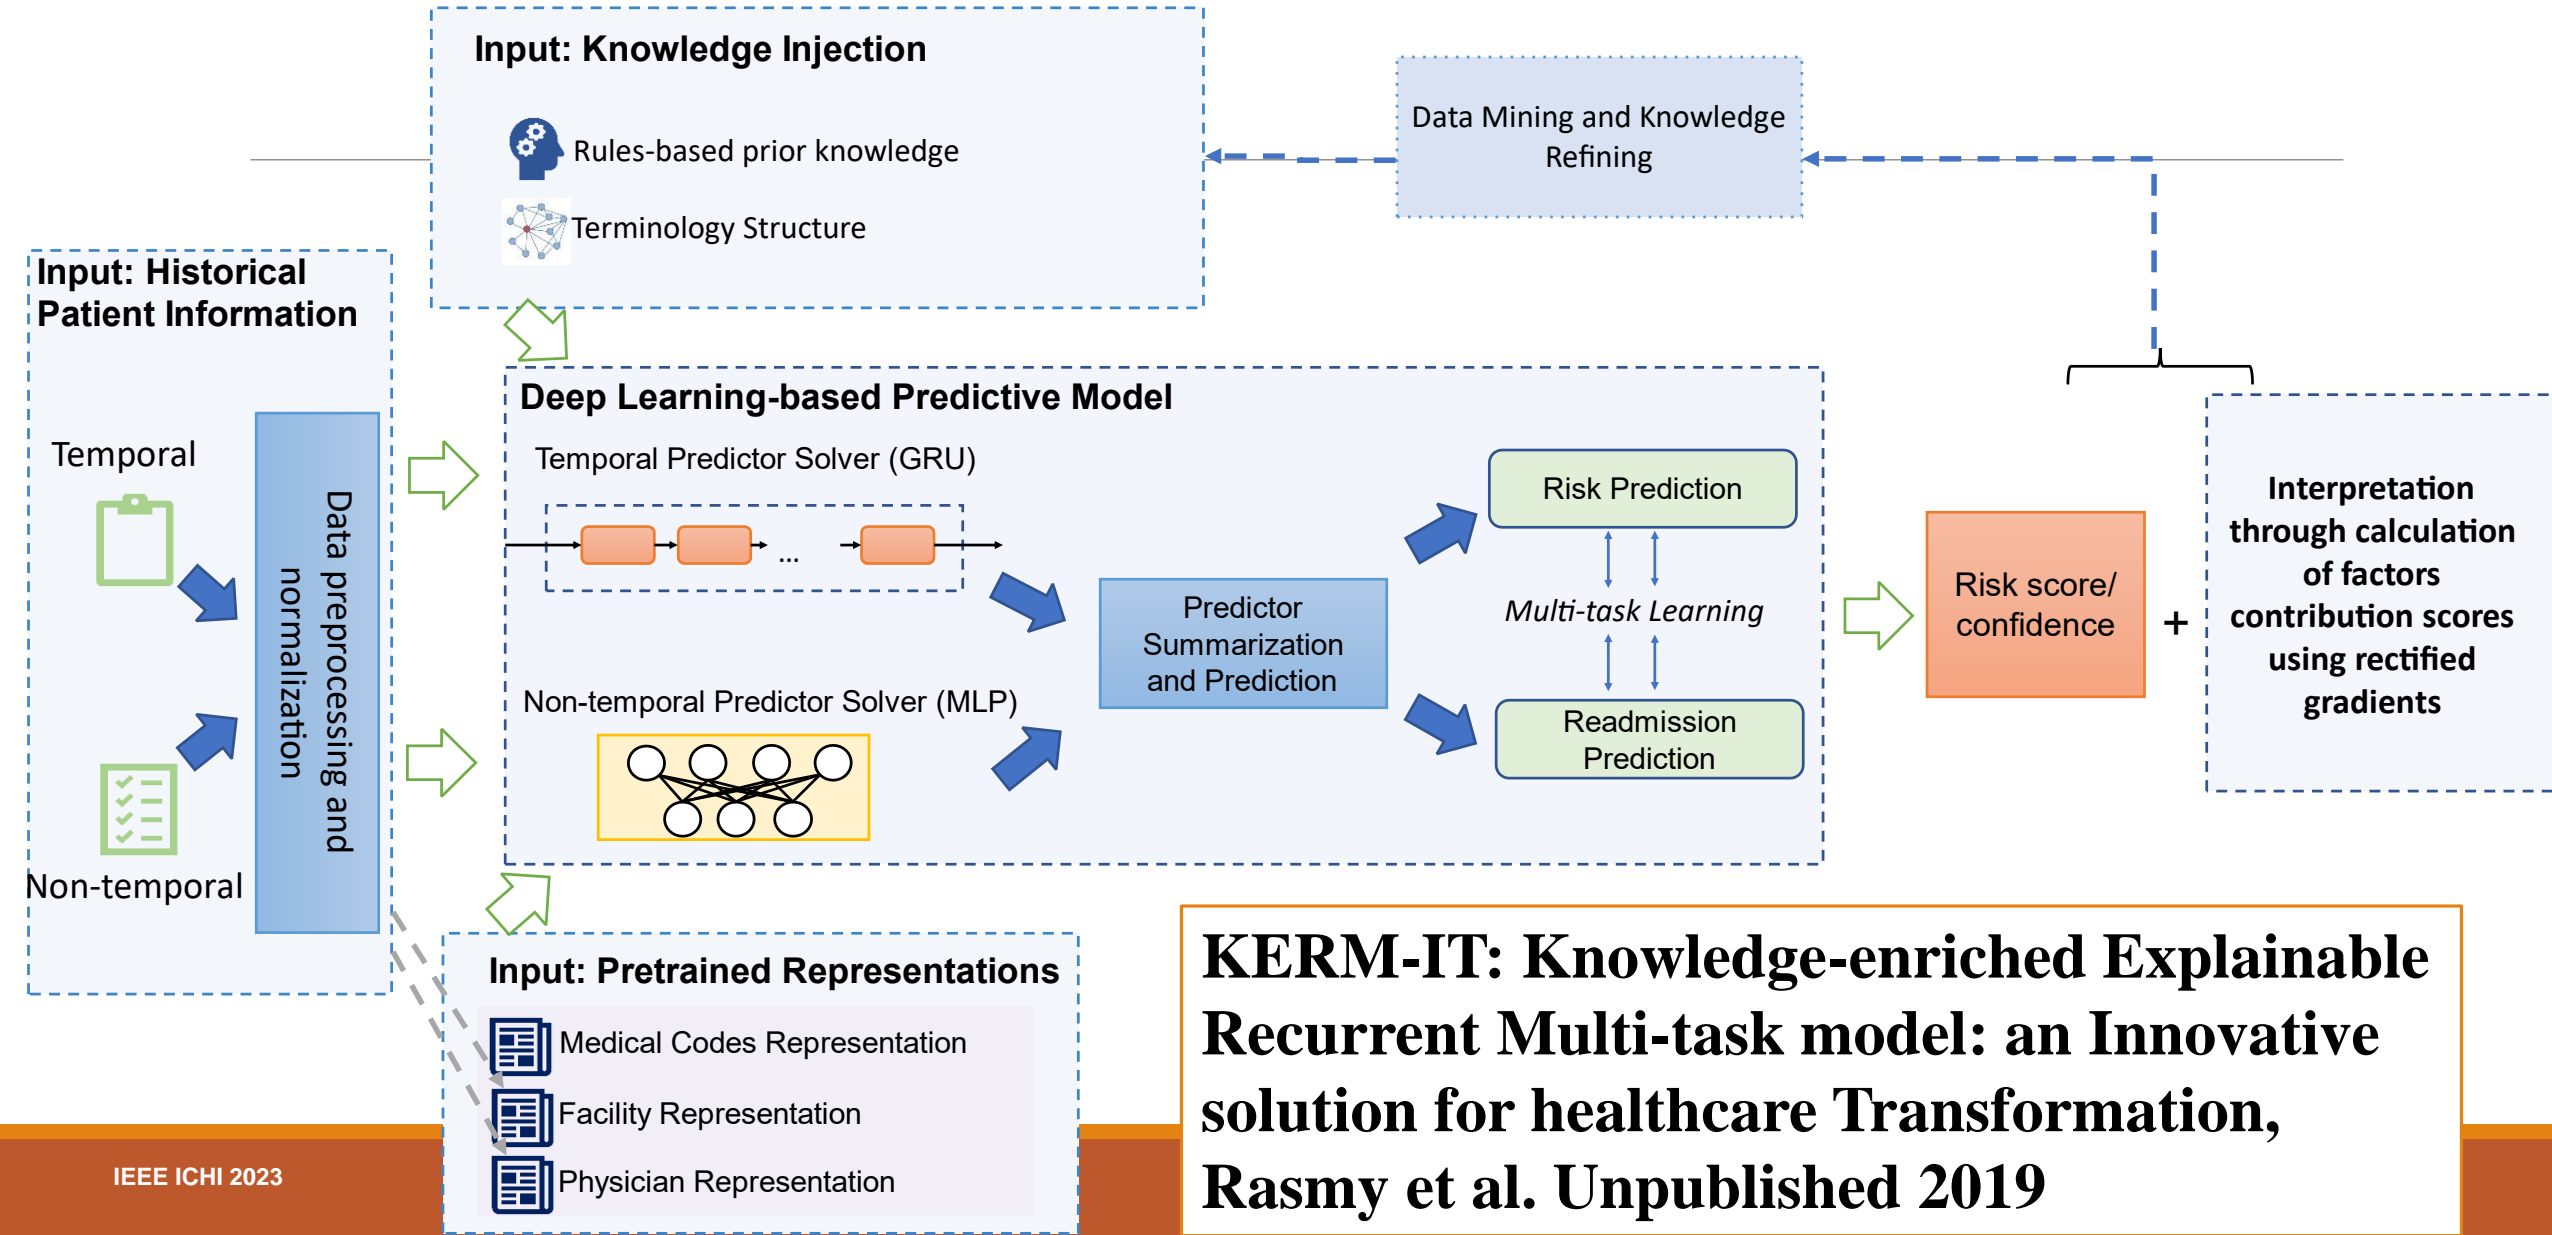 Input: Knowledge Injection
Rules-based prior knowledge
Terminology Structure
Data Mining and Knowledge
Refining
Input: Historical
Patient Information
Temporal
Non-temporal
Data preprocessing and
normalization
Deep Learning-based Predictive Model
Temporal Predictor Solver (GRU)
...
Non-temporal Predictor Solver (MLP)
Predictor
Summarization
and Prediction
Risk Prediction
Multi-task Learning
Readmission
Prediction
Risk score/
confidence
+
Interpretation
through calculation
of factors
contribution scores
using rectified
gradients
Input: Pretrained Representations
Medical Codes Representation
Facility Representation
Physician Representation
KERM-IT: Knowledge-enriched Explainable
Recurrent Multi-task model: an Innovative
solution for healthcare Transformation,
Rasmy et al. Unpublished 2019
IEEE ICHI 2023